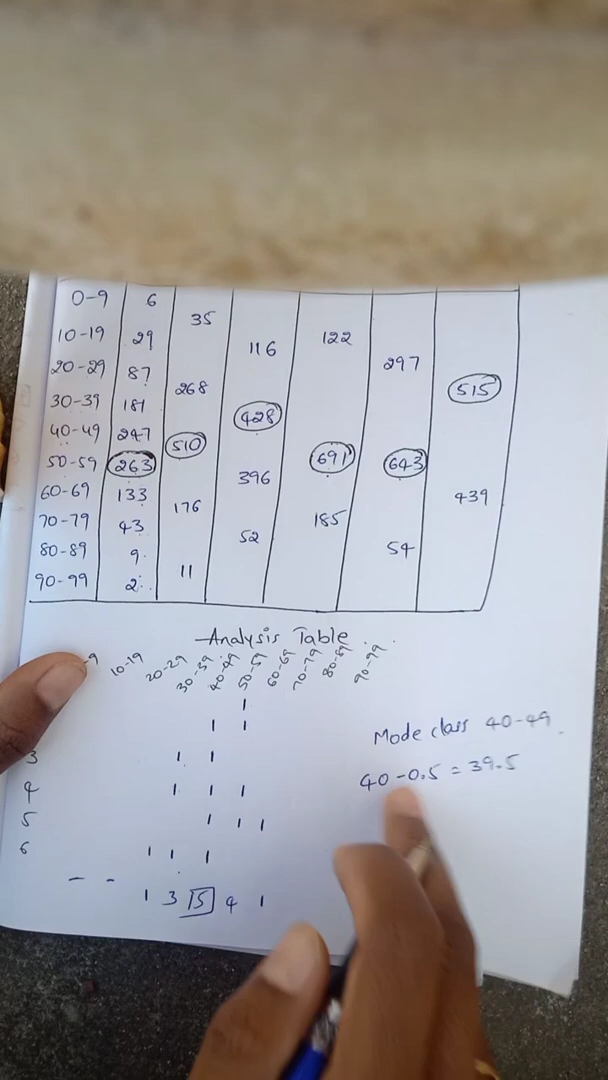 0-9 6
35
10-19 29 122
116
20-29 87 297
268 515
30-39 181
428
40-49 247
510
50-59 263 691 643
396
60-69 133 439
176
70-79 43 185
52
80-89 9 54
11
90-99 2
Analysis Table
-9 10-19 20-29 30-39 40-49 50-59 60-69 70-79 80-89 90-99
I
I I
Mode class 40-49
3 I I
4 I I I
40-0.5 = 39.5
5 I I I
6 I I I
- - 1 3 5 4 1